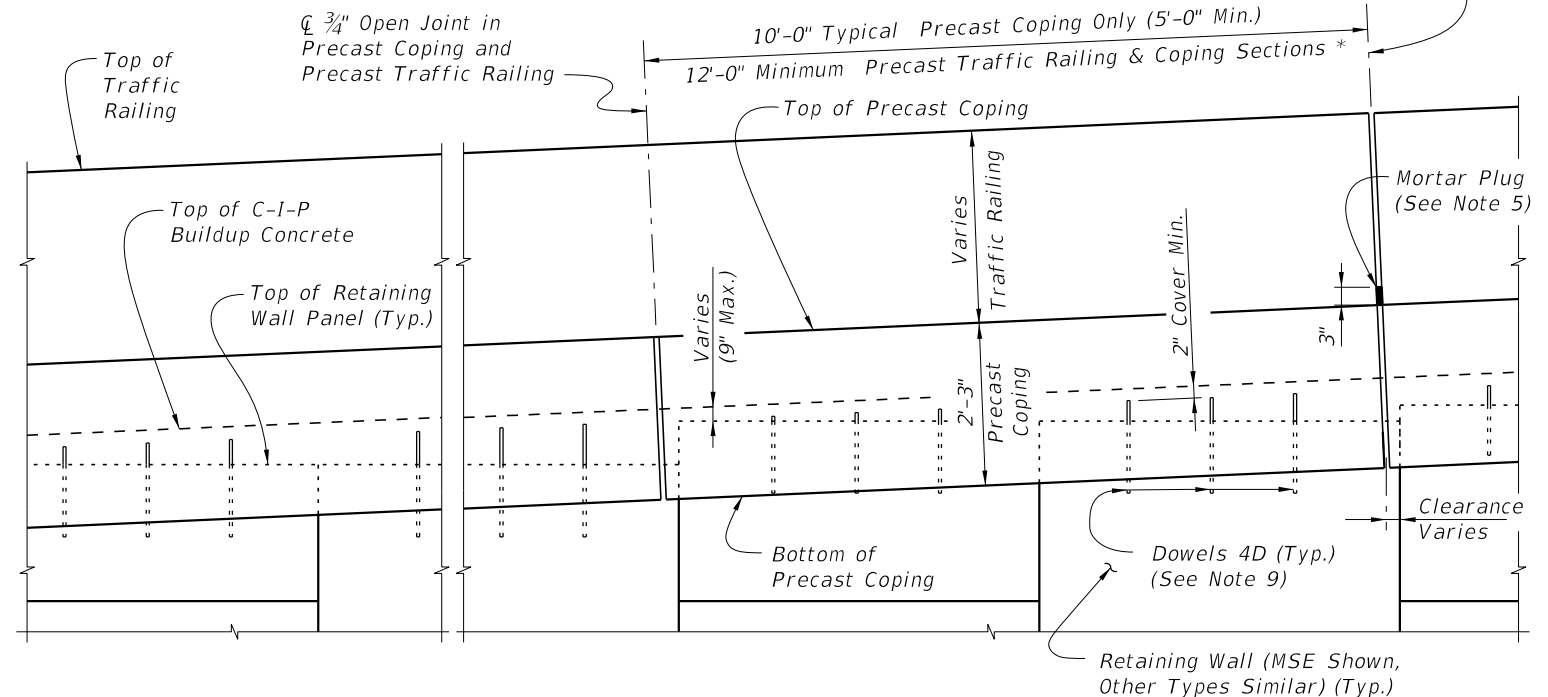 ℄ ¾" Open Joint in
Precast Coping and
Precast Traffic Railing
10'-0" Typical Precast Coping Only (5'-0" Min.)
12'-0" Minimum Precast Traffic Railing & Coping Sections *
Top of
Traffic
Railing
Top of Precast Coping
Top of C-I-P
Buildup Concrete
Mortar Plug
(See Note 5)
Varies
Traffic Railing
2" Cover Min.
Top of Retaining
Wall Panel (Typ.)
Varies
(9" Max.)
3"
2'-3"
Precast
Coping
Clearance
Varies
Bottom of
Precast Coping
Dowels 4D (Typ.)
(See Note 9)
Retaining Wall (MSE Shown,
Other Types Similar) (Typ.)